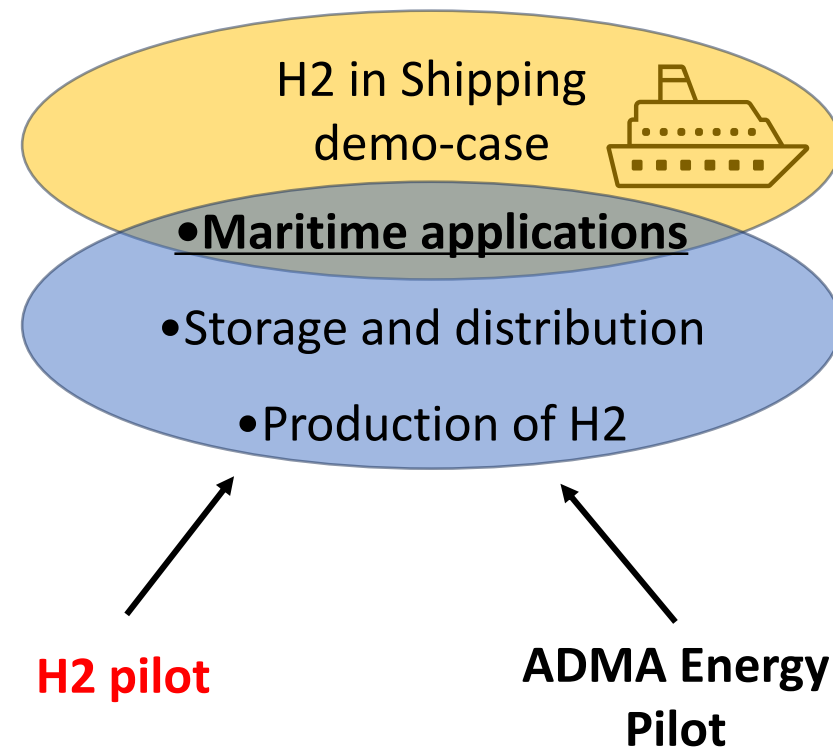 H2 in Shipping
demo-case
•Maritime applications
•Storage and distribution
•Production of H2
H2 pilot
ADMA Energy
Pilot